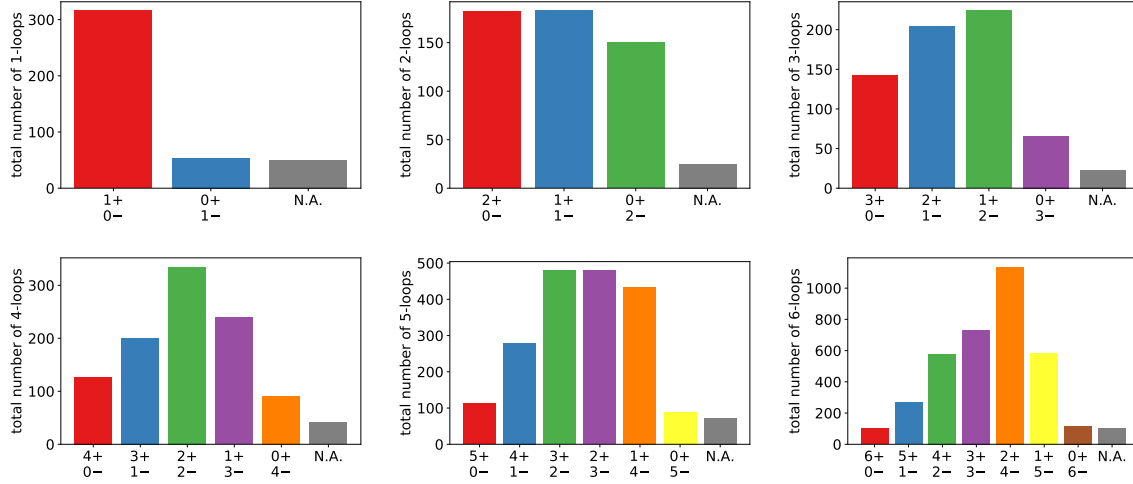 total number of 1-loops
300
200
100
0
1+ 0+ N.A.
0− 1−
total number of 2-loops
150
100
50
0
2+ 1+ 0+ N.A.
0− 1− 2−
total number of 3-loops
200
150
100
50
0
3+ 2+ 1+ 0+ N.A.
0− 1− 2− 3−
total number of 4-loops
300
200
100
0
4+ 3+ 2+ 1+ 0+ N.A.
0− 1− 2− 3− 4−
total number of 5-loops
500
400
300
200
100
0
5+ 4+ 3+ 2+ 1+ 0+ N.A.
0− 1− 2− 3− 4− 5−
total number of 6-loops
1000
800
600
400
200
0
6+ 5+ 4+ 3+ 2+ 1+ 0+ N.A.
0− 1− 2− 3− 4− 5− 6−